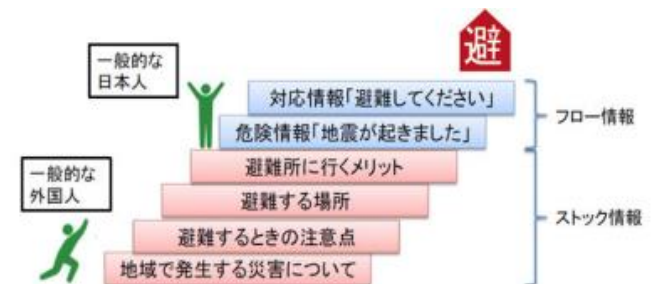 避
一般的な
日本人
対応情報「避難してください」
危険情報「地震が起きました」
フロー情報
避難所に行くメリット
一般的な
外国人
避難する場所
ストック情報
避難するときの注意点
地域で発生する災害について